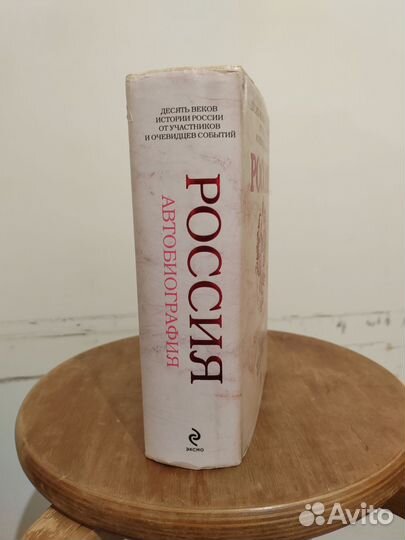 ДЕСЯТЬ ВЕКОВ
ИСТОРИИ РОССИИ
ОТ УЧАСТНИКОВ
И ОЧЕВИДЦЕВ СОБЫТИЙ
РОССИЯ
АВТОБИОГРАФИЯ
ЭКСМО
Avito